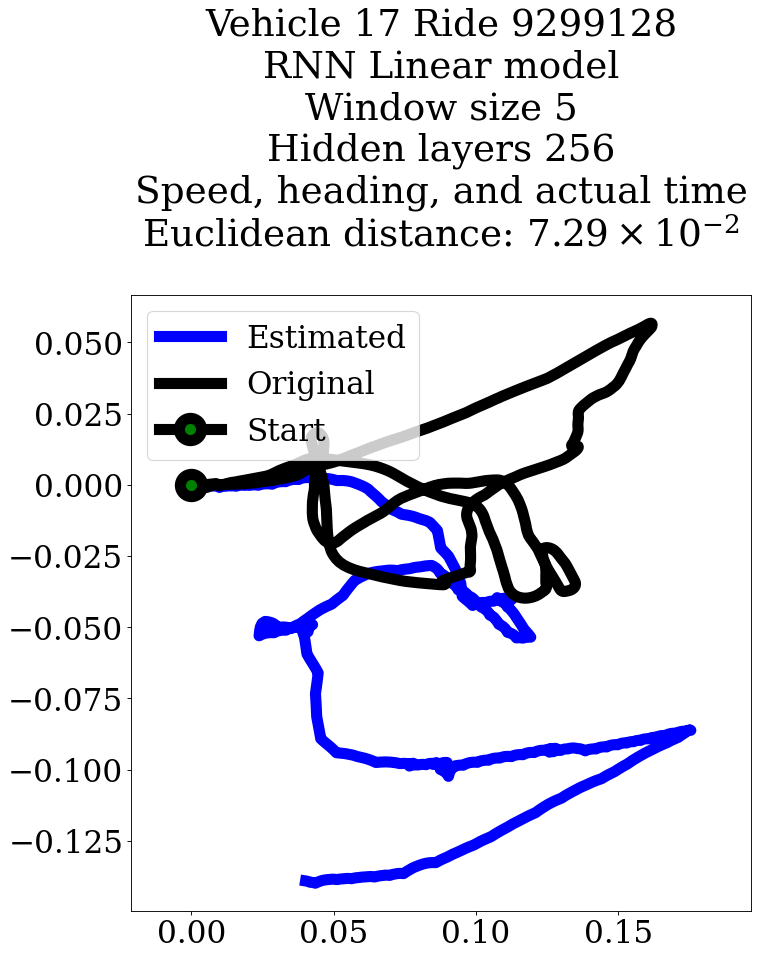 Vehicle 17 Ride 9299128
RNN Linear model
Window size 5
Hidden layers 256
Speed, heading, and actual time
Euclidean distance: 7.29 × 10⁻²
Estimated
Original
Start
0.050
0.025
0.000
−0.025
−0.050
−0.075
−0.100
−0.125
0.00 0.05 0.10 0.15